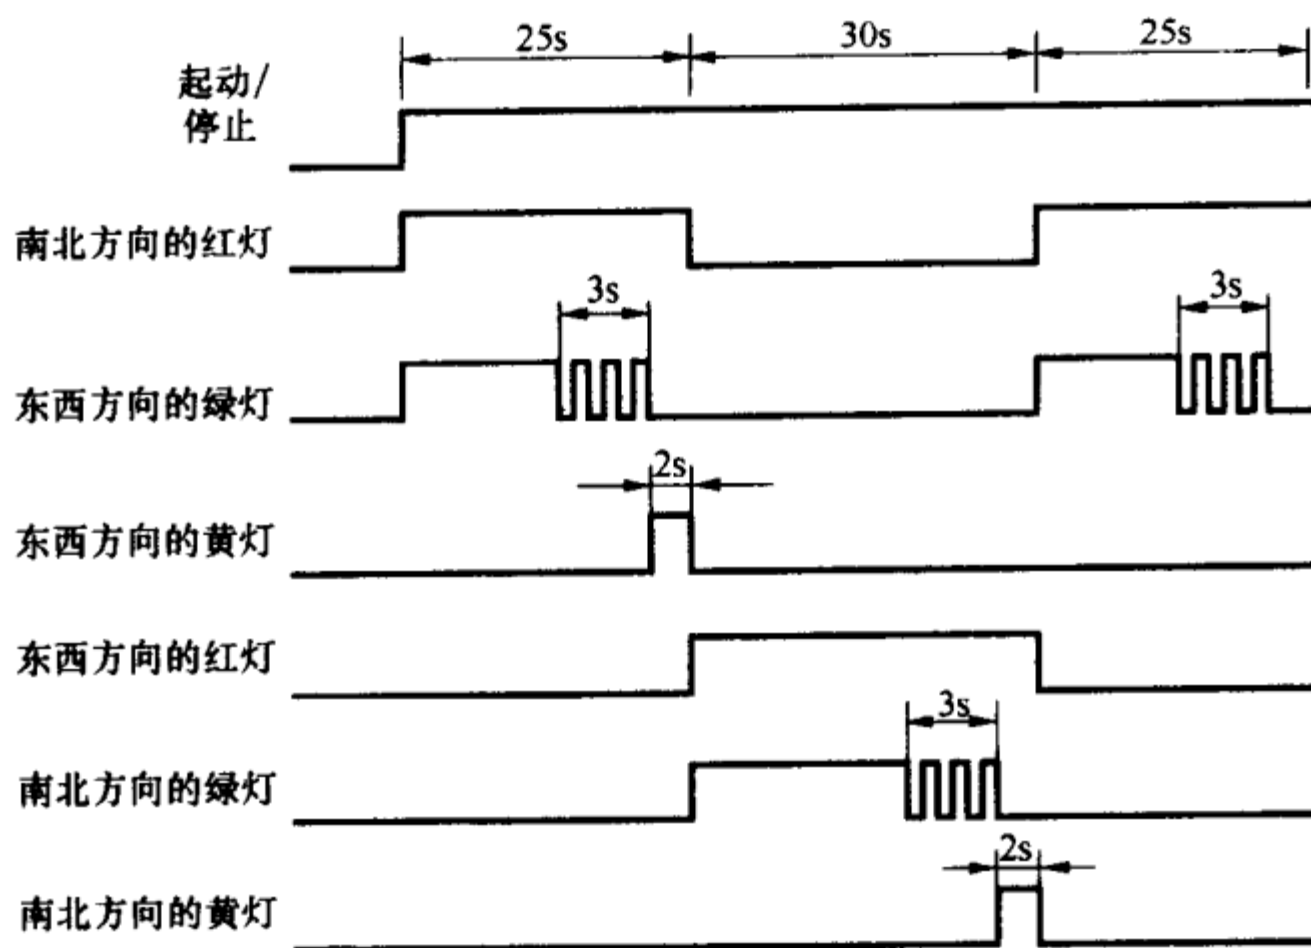 25s 30s 25s
起动/
停止
南北方向的红灯
3s 3s
东西方向的绿灯
2s
东西方向的黄灯
东西方向的红灯
3s
南北方向的绿灯
2s
南北方向的黄灯